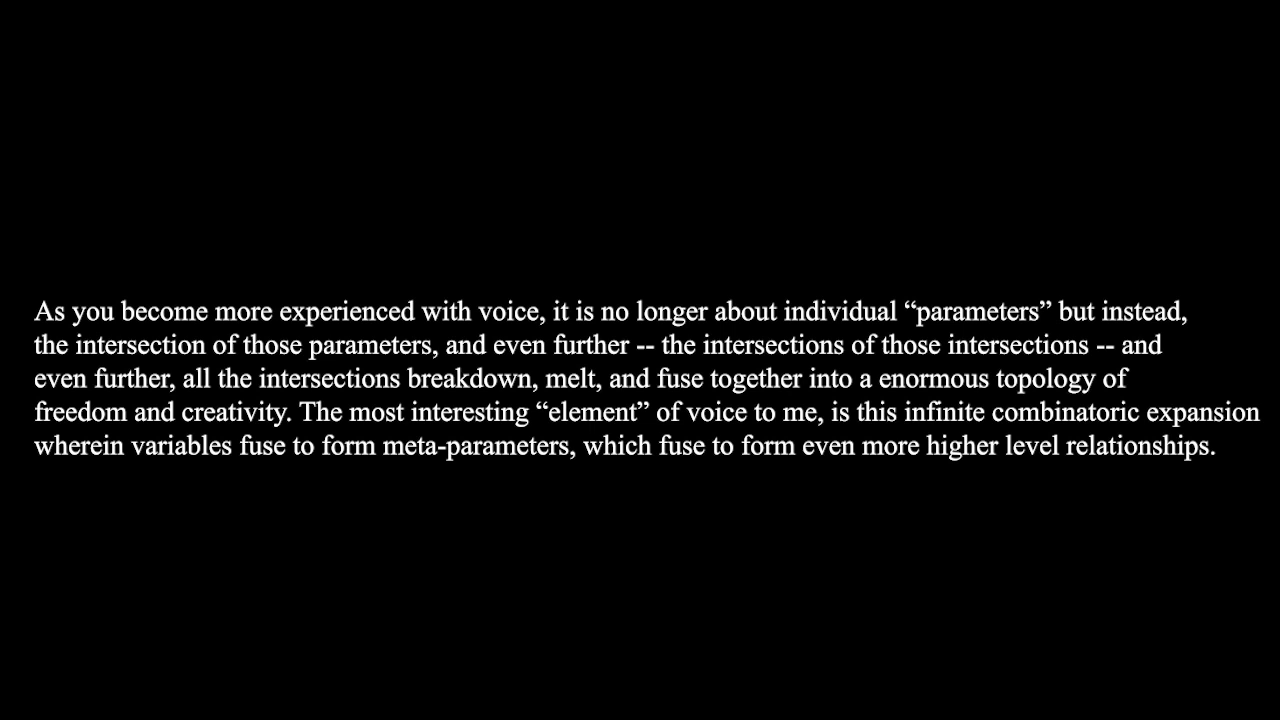 As you become more experienced with voice, it is no longer about individual “parameters” but instead,
the intersection of those parameters, and even further -- the intersections of those intersections -- and
even further, all the intersections breakdown, melt, and fuse together into a enormous topology of
freedom and creativity. The most interesting “element” of voice to me, is this infinite combinatoric expansion
wherein variables fuse to form meta-parameters, which fuse to form even more higher level relationships.